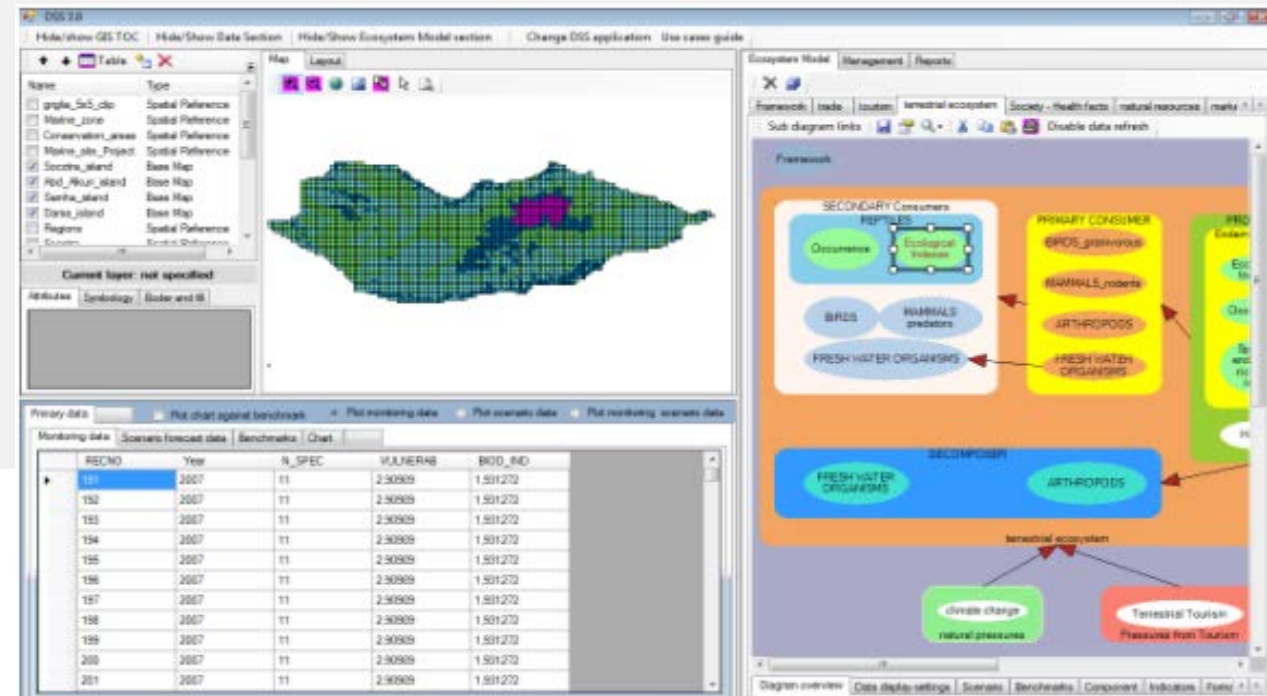 DSS 2.0
Hide/show GIS TOC Hide/Show Data Section Hide/Show Ecosystem Model section Change DSS application Use cases guide
Table
Name Type
Spatial Reference
Marine_zone Spatial Reference
Conservation_areas Spatial Reference
Marine_site_Project Spatial Reference
Socotra_island Base Map
Abd_Alkuri_island Base Map
Samha_island Base Map
Darsa_island Base Map
Regions Spatial Reference
Current layer: not specified
Attributes Symbology Border and fill
Map Layout
Primary data Plot chart against benchmark Plot monitoring data Plot scenario data Plot monitoring scenario data
Monitoring data Scenario forecast data Benchmarks Chart
RECNO Year N_SPEC VULNERAB BIOD_IND
191 2007 11 2.90909 1,931272
192 2007 11 2.90909 1,931272
193 2007 11 2.90909 1,931272
194 2007 11 2.90909 1,931272
195 2007 11 2.90909 1,931272
196 2007 11 2.90909 1,931272
197 2007 11 2.90909 1,931272
198 2007 11 2.90909 1,931272
199 2007 11 2.90909 1,931272
200 2007 11 2.90909 1,931272
201 2007 11 2.90909 1,931272
Ecosystem Model Management Reports
Framework trade tourism terrestrial ecosystem Society - Health facts natural resources
Sub diagram links Disable data refresh
Framework
SECONDARY Consumers
REPTILES
Occurrence
Ecological
Indexes
BIRDS
MAMMALS
predators
FRESH WATER ORGANISMS
PRIMARY CONSUMER
BIRDS_granivorous
MAMMALS_rodents
ARTHROPODS
FRESH WATER
ORGANISMS
DECOMPOSER
FRESH WATER
ORGANISMS
ARTHROPODS
terrestrial ecosystem
climate change
natural pressures
Terrestrial Tourism
Pressures from Tourism
Diagram overview Data display settings Scenario Benchmarks Component Indicators